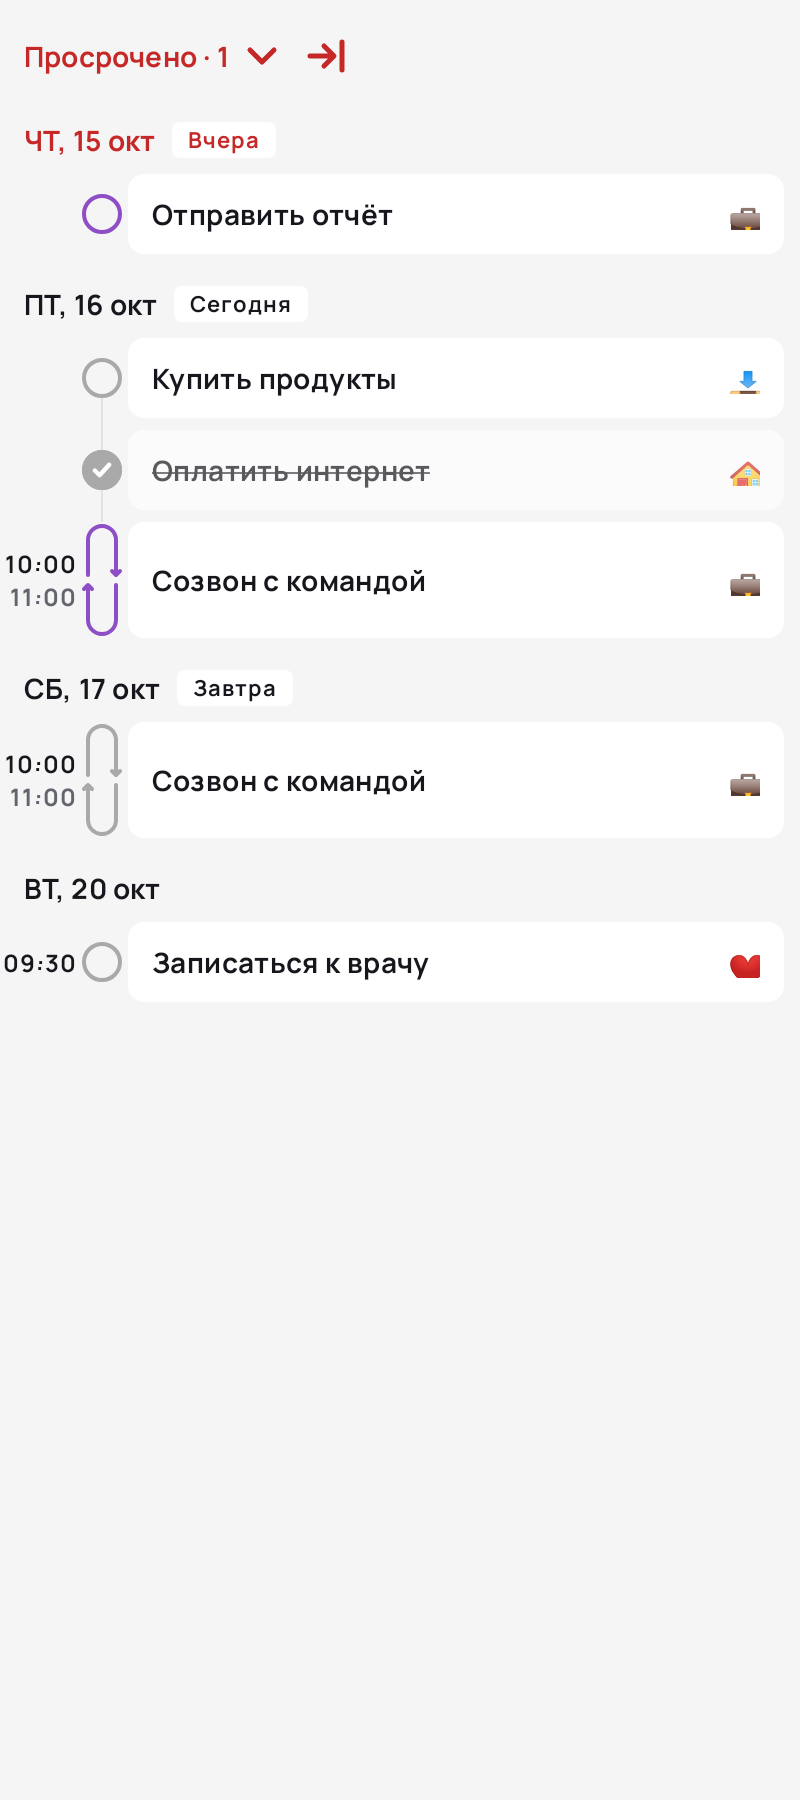 Просрочено · 1
ЧТ, 15 окт Вчера
Отправить отчёт
ПТ, 16 окт Сегодня
Купить продукты
Оплатить интернет
10:00
11:00
Созвон с командой
СБ, 17 окт Завтра
10:00
11:00
Созвон с командой
ВТ, 20 окт
09:30 Записаться к врачу